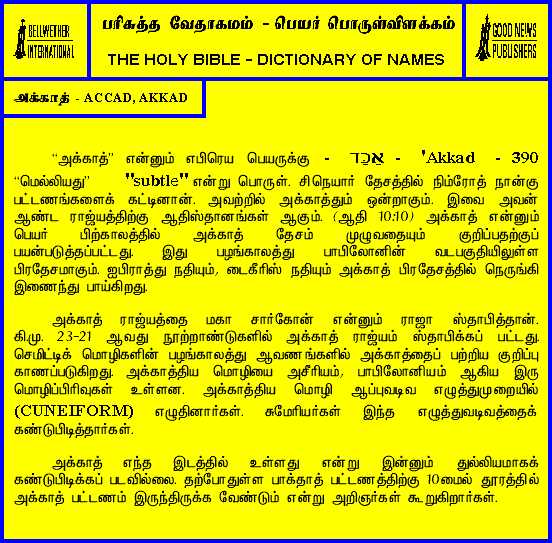 BELLWETHER
INTERNATIONAL
பரிசுத்த வேதாகமம் - பெயர் பொருள்விளக்கம்
THE HOLY BIBLE - DICTIONARY OF NAMES
GOOD NEWS
PUBLISHERS
அக்காத் - ACCAD, AKKAD
“அக்காத்” என்னும் எபிரெய பெயருக்கு - אַכַּד - 'Akkad - 390
“மெல்லியது” "subtle" என்று பொருள். சிநெயார் தேசத்தில் நிம்ரோத் நான்கு
பட்டணங்களைக் கட்டினான். அவற்றில் அக்காத்தும் ஒன்றாகும். இவை அவன்
ஆண்ட ராஜ்யத்திற்கு ஆதிஸ்தானங்கள் ஆகும். (ஆதி 10:10) அக்காத் என்னும்
பெயர் பிற்காலத்தில் அக்காத் தேசம் முழுவதையும் குறிப்பதற்குப்
பயன்படுத்தப்பட்டது. இது பழங்காலத்து பாபிலோனின் வடபகுதியிலுள்ள
பிரதேசமாகும். ஐபிராத்து நதியும், டைகிரிஸ் நதியும் அக்காத் பிரதேசத்தில் நெருங்கி
இணைந்து பாய்கிறது.
அக்காத் ராஜ்யத்தை மகா சார்கோன் என்னும் ராஜா ஸ்தாபித்தான்.
கி.மு. 23-21 ஆவது நூற்றாண்டுகளில் அக்காத் ராஜ்யம் ஸ்தாபிக்கப் பட்டது.
செமிட்டிக் மொழிகளின் பழங்காலத்து ஆவணங்களில் அக்காத்தைப் பற்றிய குறிப்பு
காணப்படுகிறது. அக்காத்திய மொழியை அசீரியம், பாபிலோனியம் ஆகிய இரு
மொழிப்பிரிவுகள் உள்ளன. அக்காத்திய மொழி ஆப்புவடிவ எழுத்துமுறையில்
(CUNEIFORM) எழுதினார்கள். சுமேரியர்கள் இந்த எழுத்துவடிவத்தைக்
கண்டுபிடித்தார்கள்.
அக்காத் எந்த இடத்தில் உள்ளது என்று இன்னும் துல்லியமாகக்
கண்டுபிடிக்கப் படவில்லை. தற்போதுள்ள பாக்தாத் பட்டணத்திற்கு 10மைல் தூரத்தில்
அக்காத் பட்டணம் இருந்திருக்க வேண்டும் என்று அறிஞர்கள் கூறுகிறார்கள்.